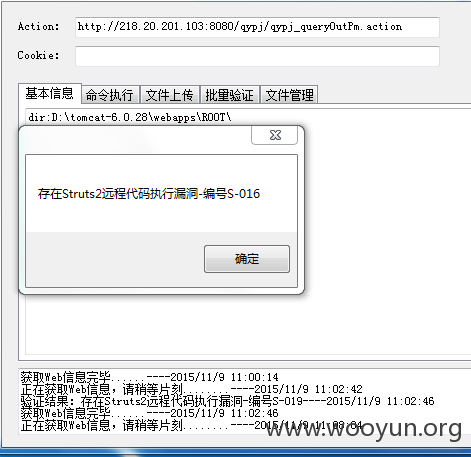 Action: http://218.20.201.103:8080/qypj/qypj_queryOutPm.action
Cookie:
基本信息 命令执行 文件上传 批量验证 文件管理
dir:D:\tomcat-6.0.28\webapps\ROOT\
存在Struts2远程代码执行漏洞-编号S-016
确定
获取Web信息完毕......----2015/11/9 11:00:14
正在获取Web信息，请稍等片刻........----2015/11/9 11:02:42
验证结果：存在Struts2远程代码执行漏洞-编号S-019----2015/11/9 11:02:46
获取Web信息完毕......----2015/11/9 11:02:46
正在获取Web信息，请稍等片刻........----2015/11/9 11:08:04
www.wooyun.org